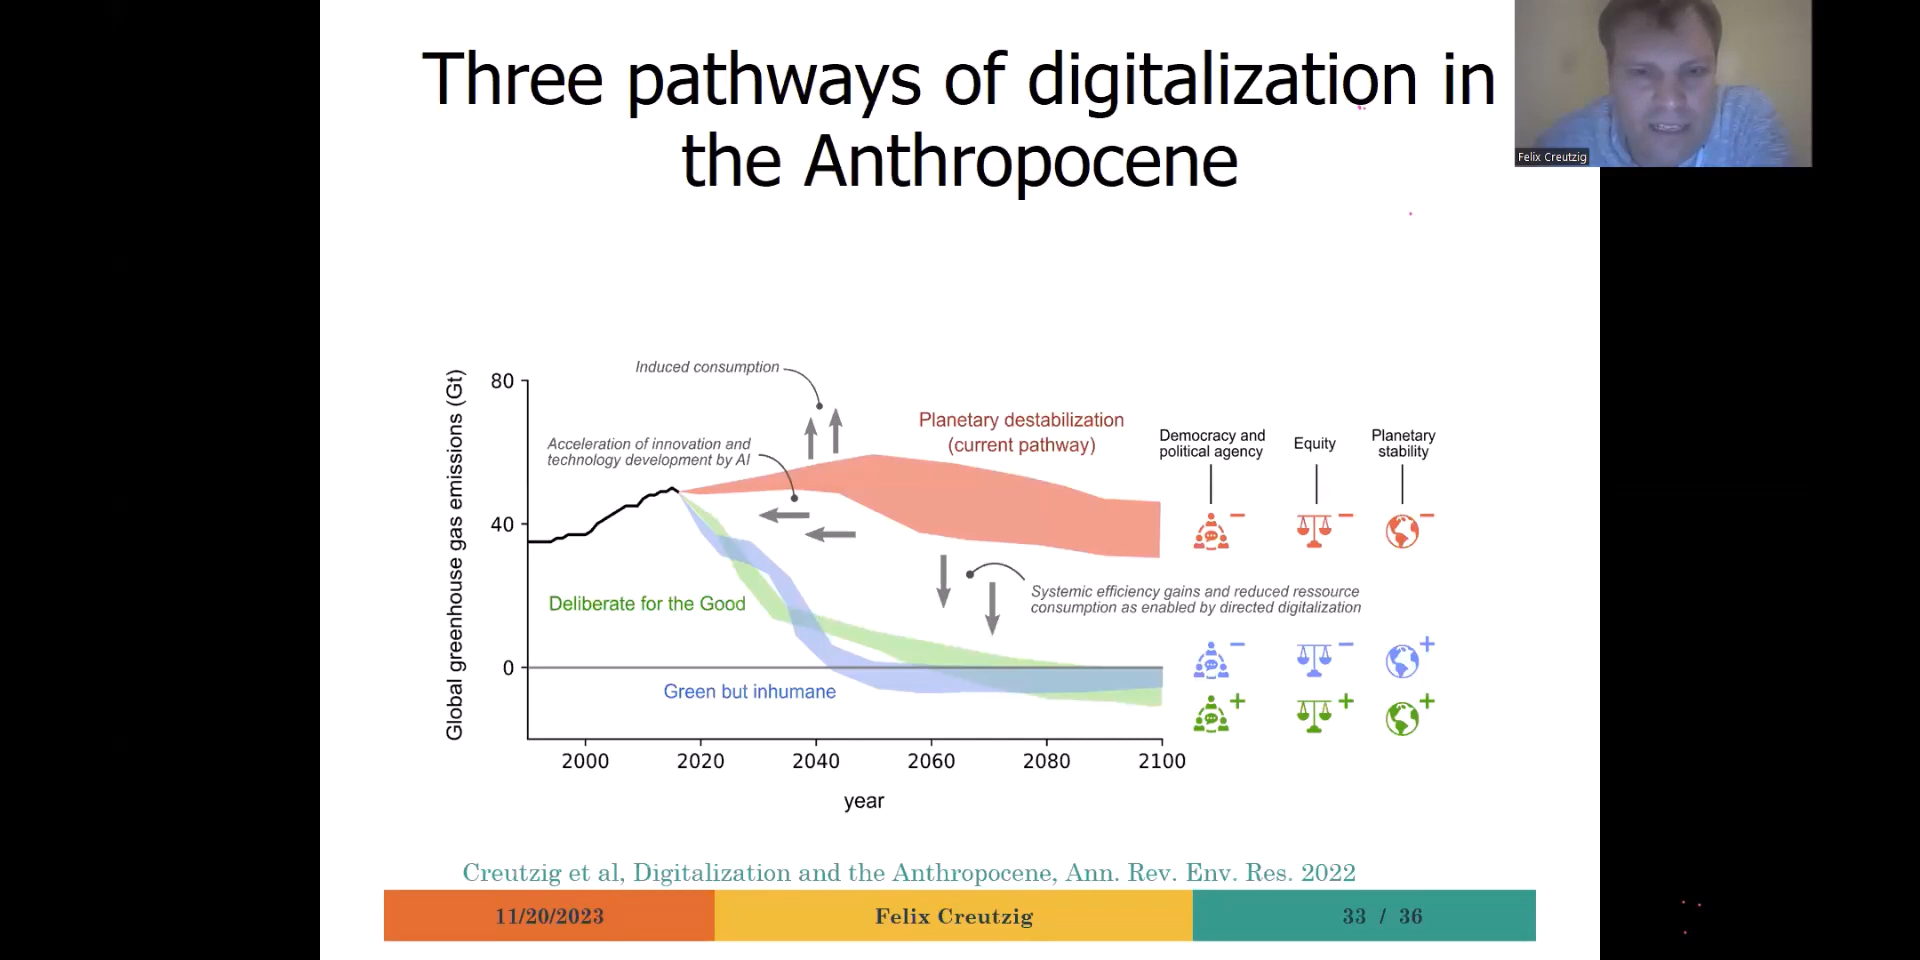 Three pathways of digitalization in
the Anthropocene
Felix Creutzig
Induced consumption
Acceleration of innovation and
technology development by AI
Planetary destabilization
(current pathway)
Democracy and
political agency
Equity
Planetary
stability
Global greenhouse gas emissions (Gt)
80
40
0
Deliberate for the Good
Systemic efficiency gains and reduced ressource
consumption as enabled by directed digitalization
Green but inhumane
2000 2020 2040 2060 2080 2100
year
Creutzig et al, Digitalization and the Anthropocene, Ann. Rev. Env. Res. 2022
11/20/2023 Felix Creutzig 33 / 36